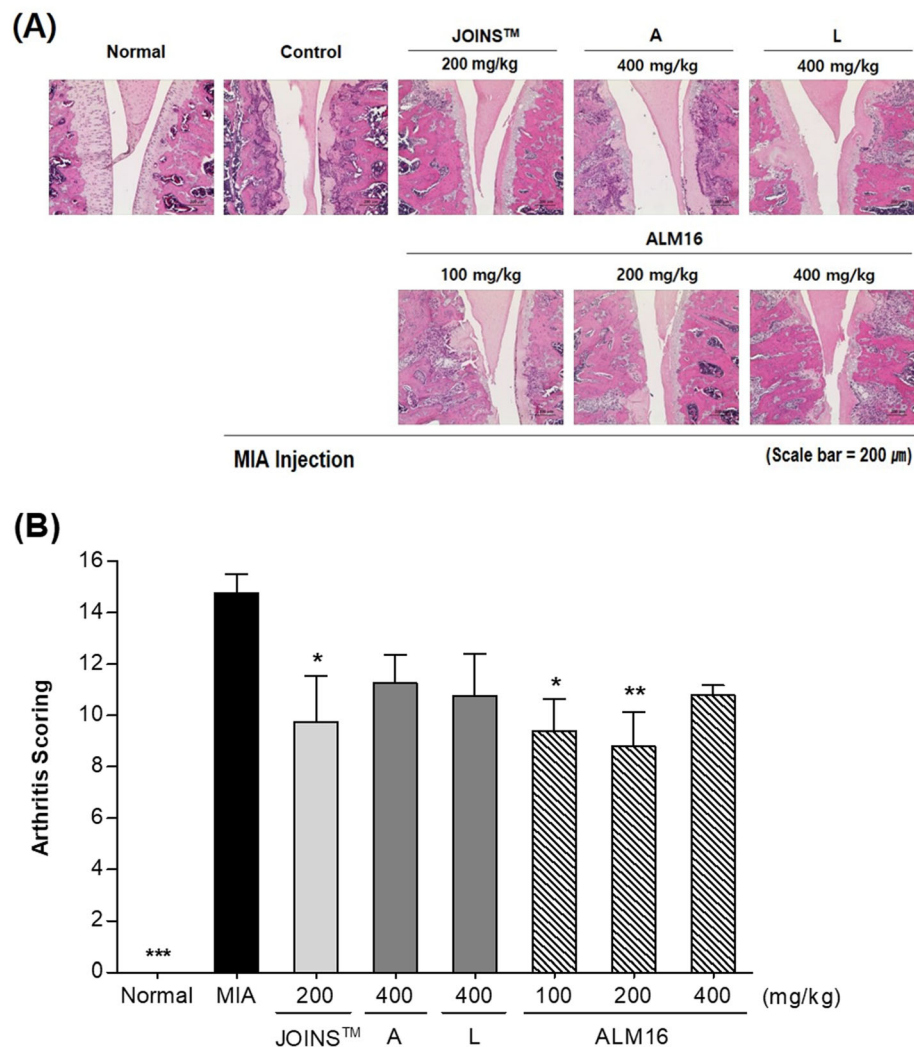 (A)
Normal
Control
JOINS™
A
L
200 mg/kg
400 mg/kg
400 mg/kg
ALM16
100 mg/kg
200 mg/kg
400 mg/kg
MIA Injection
(Scale bar = 200 ㎛)
(B)
Arthritis Scoring
16
14
12
10
8
6
4
2
0
***
*
*
**
Normal
MIA
200
400
400
100
200
400
(mg/kg)
JOINS™
A
L
ALM16